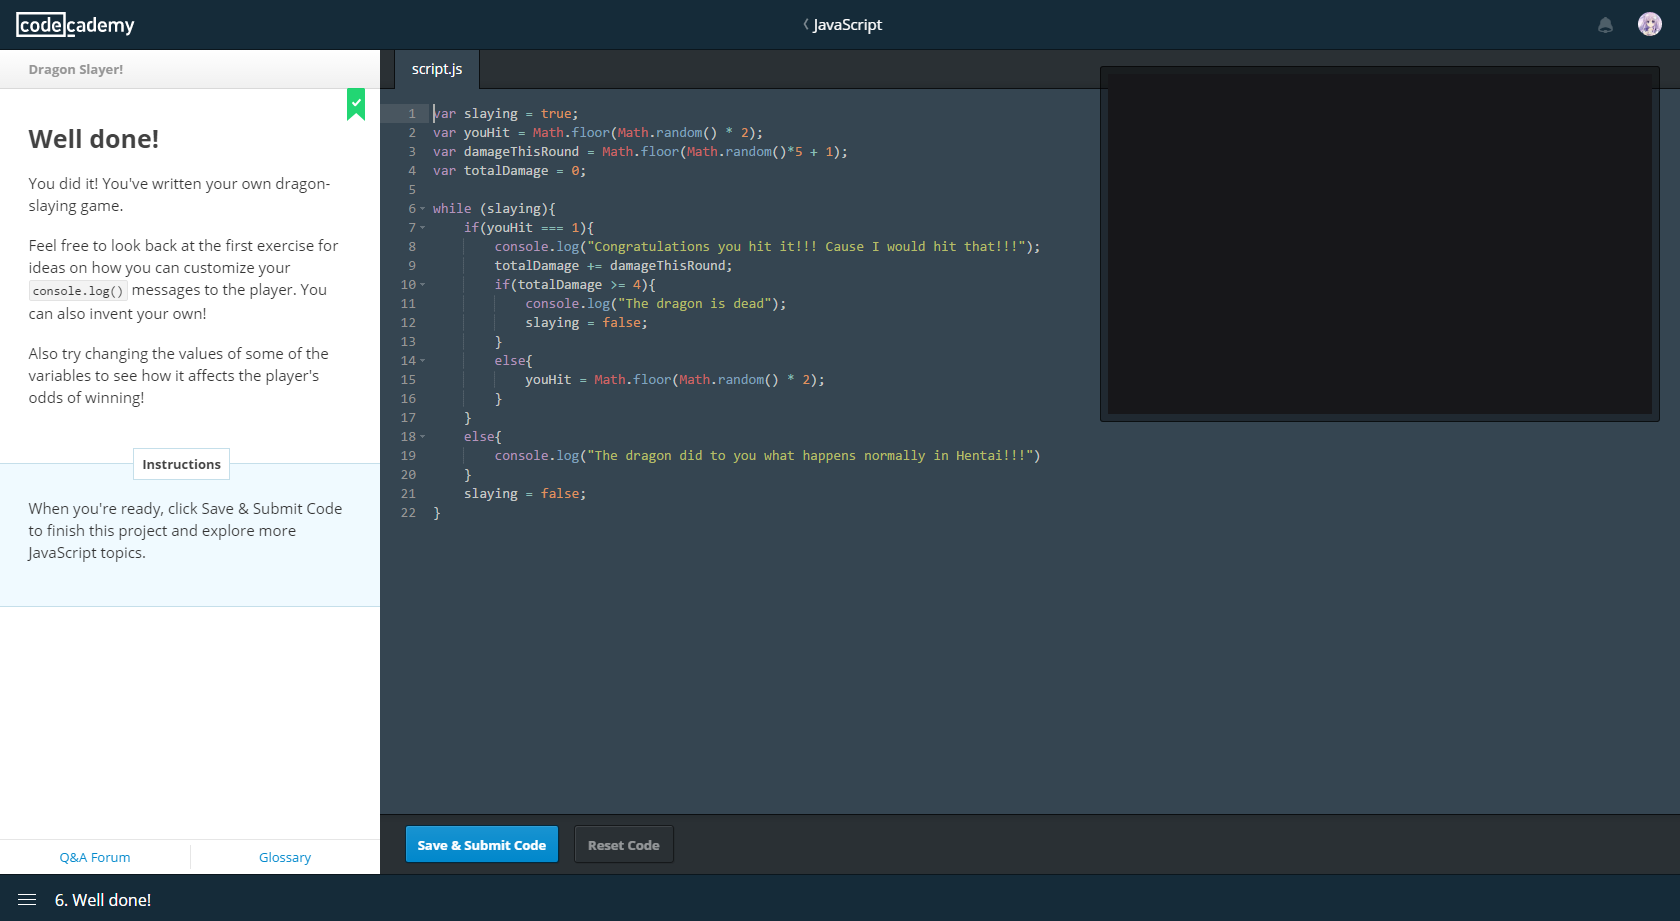 codecademy
JavaScript
Dragon Slayer!
Well done!
You did it! You've written your own dragon-
slaying game.
Feel free to look back at the first exercise for
ideas on how you can customize your
console.log() messages to the player. You
can also invent your own!
Also try changing the values of some of the
variables to see how it affects the player's
odds of winning!
Instructions
When you're ready, click Save & Submit Code
to finish this project and explore more
JavaScript topics.
Q&A Forum
Glossary
script.js
1 var slaying = true;
2 var youHit = Math.floor(Math.random() * 2);
3 var damageThisRound = Math.floor(Math.random()*5 + 1);
4 var totalDamage = 0;
5
6 while (slaying){
7     if(youHit === 1){
8         console.log("Congratulations you hit it!!! Cause I would hit that!!!");
9         totalDamage += damageThisRound;
10         if(totalDamage >= 4){
11             console.log("The dragon is dead");
12             slaying = false;
13         }
14         else{
15             youHit = Math.floor(Math.random() * 2);
16         }
17     }
18     else{
19         console.log("The dragon did to you what happens normally in Hentai!!!")
20     }
21     slaying = false;
22 }
Save & Submit Code
Reset Code
6. Well done!